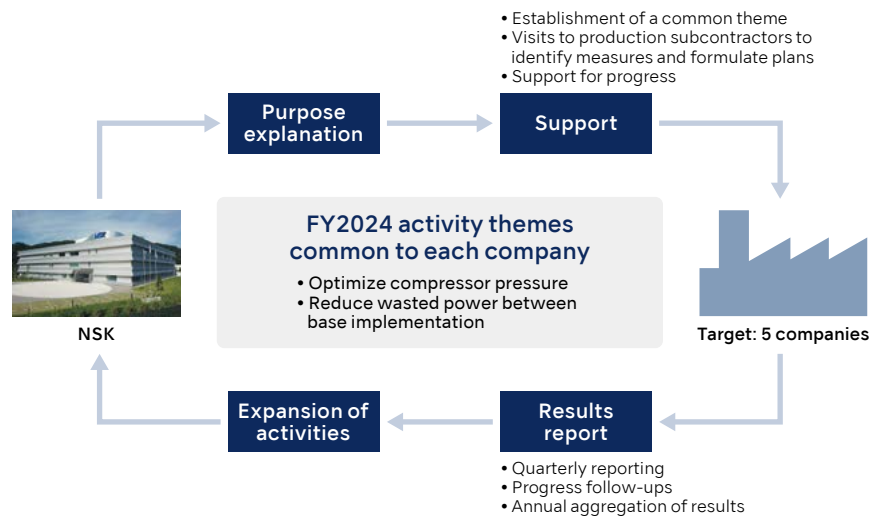 • Establishment of a common theme
• Visits to production subcontractors to
identify measures and formulate plans
• Support for progress
Purpose
explanation
Support
FY2024 activity themes
common to each company
• Optimize compressor pressure
• Reduce wasted power between
base implementation
NSK
Target: 5 companies
Expansion of
activities
Results
report
• Quarterly reporting
• Progress follow-ups
• Annual aggregation of results